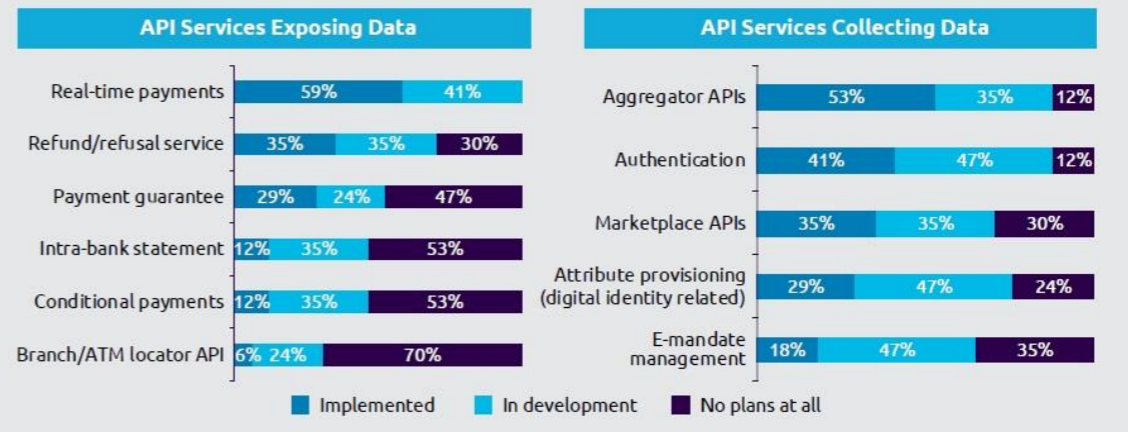 API Services Exposing Data
Real-time payments 59% 41%
Refund/refusal service 35% 35% 30%
Payment guarantee 29% 24% 47%
Intra-bank statement 12% 35% 53%
Conditional payments 12% 35% 53%
Branch/ATM locator API 6% 24% 70%
API Services Collecting Data
Aggregator APIs 53% 35% 12%
Authentication 41% 47% 12%
Marketplace APIs 35% 35% 30%
Attribute provisioning
(digital identity related) 29% 47% 24%
E-mandate
management 18% 47% 35%
Implemented In development No plans at all